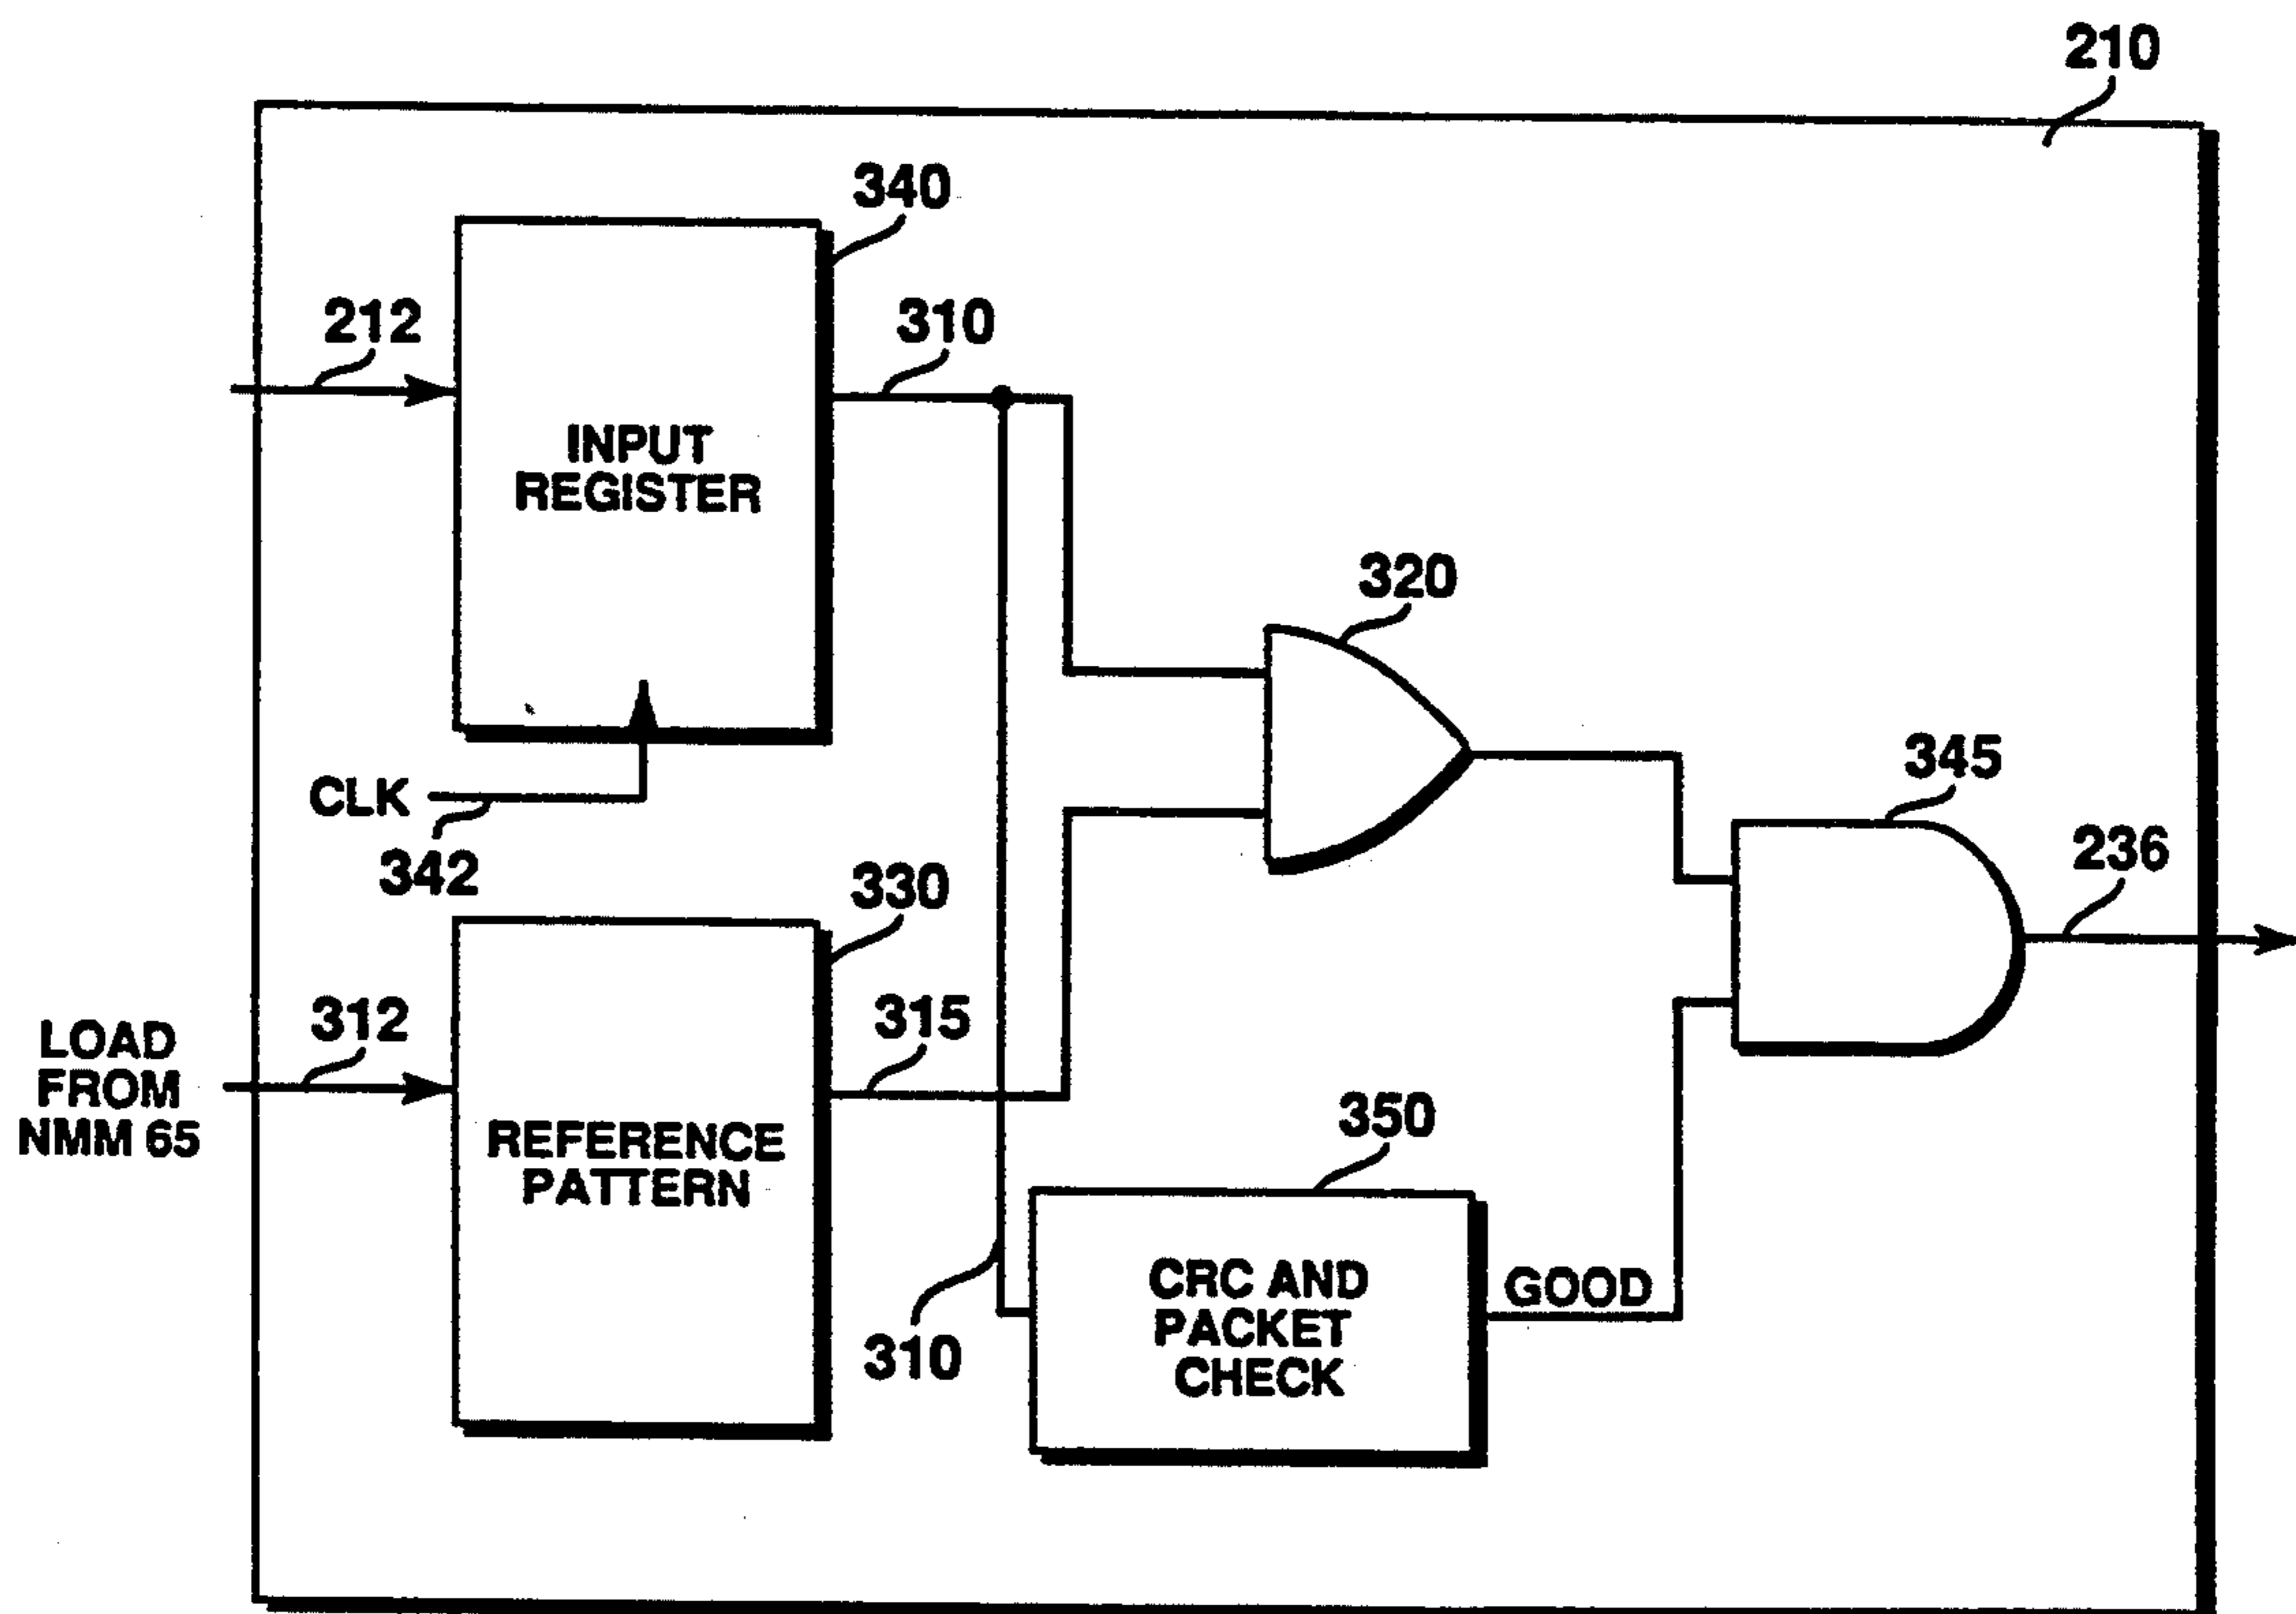 210
340
212
310
INPUT
REGISTER
320
CLK
342
345
236
330
LOAD
FROM
NMM 65
312
315
REFERENCE
PATTERN
350
310
CRC AND
PACKET
CHECK
GOOD